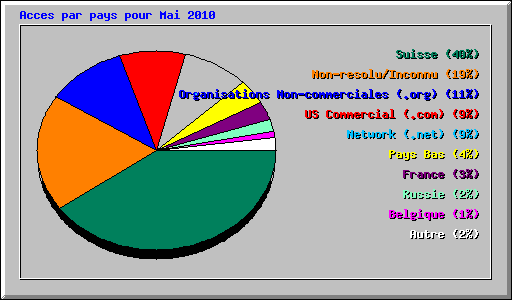 Acces par pays pour Mai 2010
Suisse (40%)
Non-resolu/Inconnu (19%)
Organisations Non-commerciales (.org) (11%)
US Commercial (.com) (9%)
Network (.net) (9%)
Pays Bas (4%)
France (3%)
Russie (2%)
Belgique (1%)
Autre (2%)